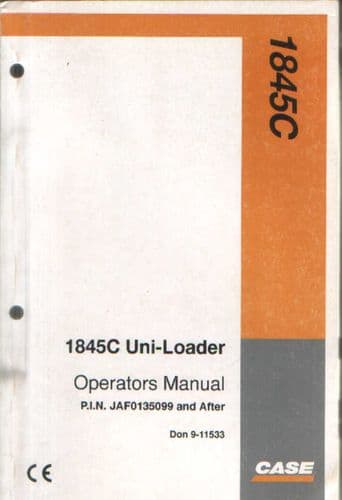 1845C
1845C Uni-Loader
Operators Manual
P.I.N. JAF0135099 and After
Don 9-11533
CE
CASE